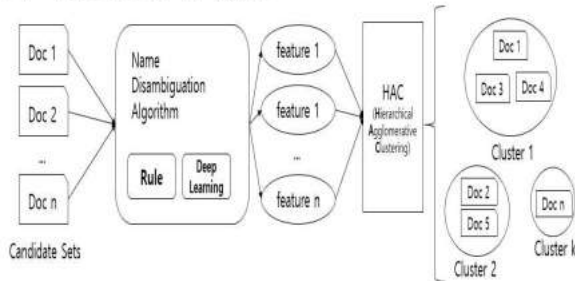 Doc 1
Doc 2
...
Doc n
Candidate Sets
Name
Disambiguation
Algorithm
Rule
Deep
Learning
feature 1
feature 1
...
feature n
HAC
(Hierarchical
Agglomerative
Clustering)
Doc 1
Doc 3
Doc 4
Cluster 1
Doc 2
Doc 5
Cluster 2
Doc n
Cluster k